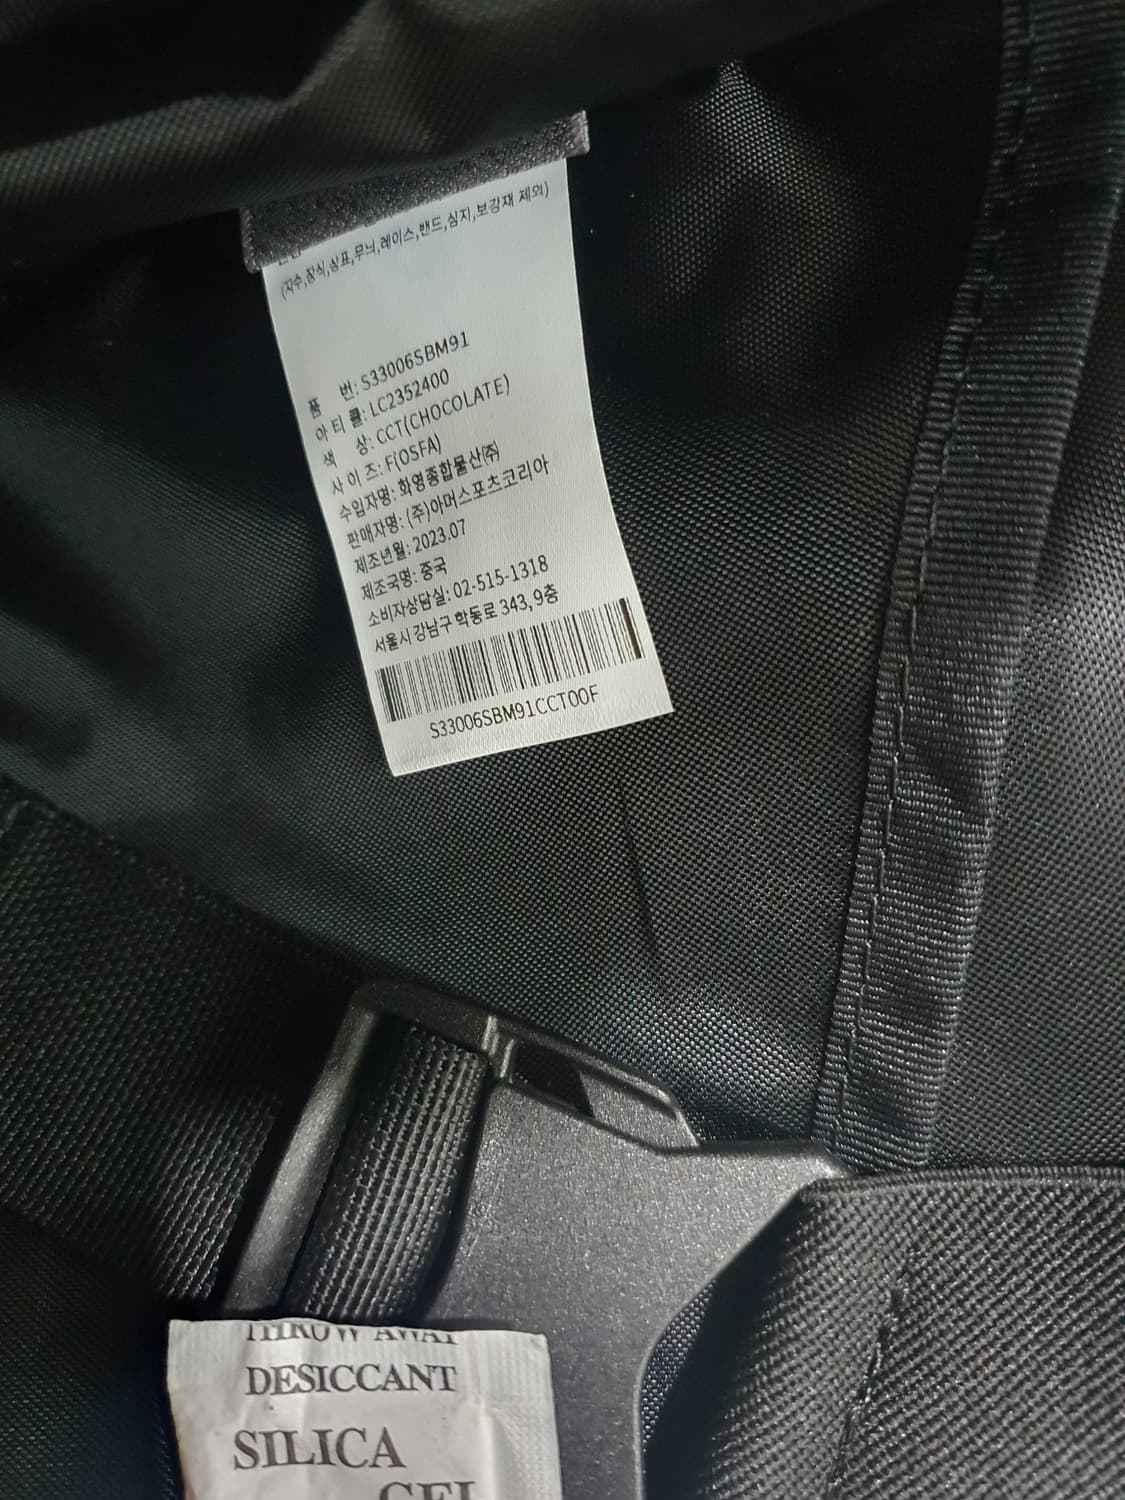 (자수,장식,상표,무늬,레이스,밴드,심지,보강재 제외)
품 번: S33006SBM91
아 티 클: LC2352400
색 상: CCT(CHOCOLATE)
사 이 즈: F(OSFA)
수입자명: 화영종합물산㈜
판매자명: (주)아머스포츠코리아
제조년월: 2023.07
제조국명: 중국
소비자상담실: 02-515-1318
서울시 강남구 학동로 343, 9층
S33006SBM91CCT00F
THROW AWAY
DESICCANT
SILICA
GEL